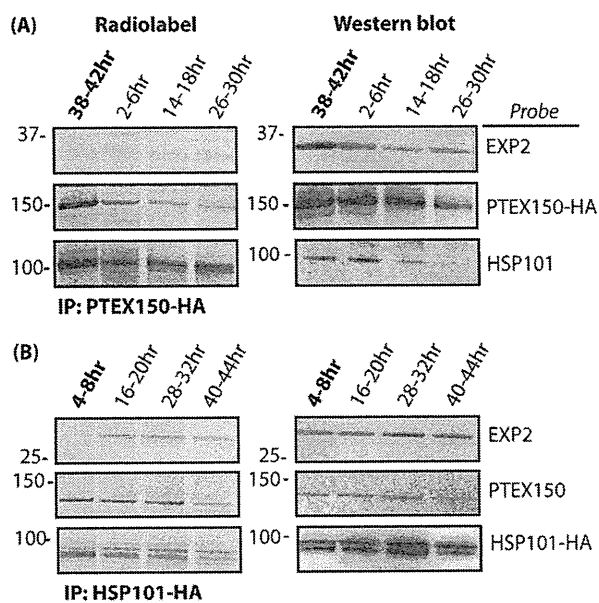 (A) Radiolabel Western blot
38-42hr 2-6hr 14-18hr 26-30hr 38-42hr 2-6hr 14-18hr 26-30hr
Probe
37- 37- EXP2
150- 150- PTEX150-HA
100- 100- HSP101
IP: PTEX150-HA
(B)
4-8hr 16-20hr 28-32hr 40-44hr 4-8hr 16-20hr 28-32hr 40-44hr
25- 25- EXP2
150- 150- PTEX150
100- 100- HSP101-HA
IP: HSP101-HA